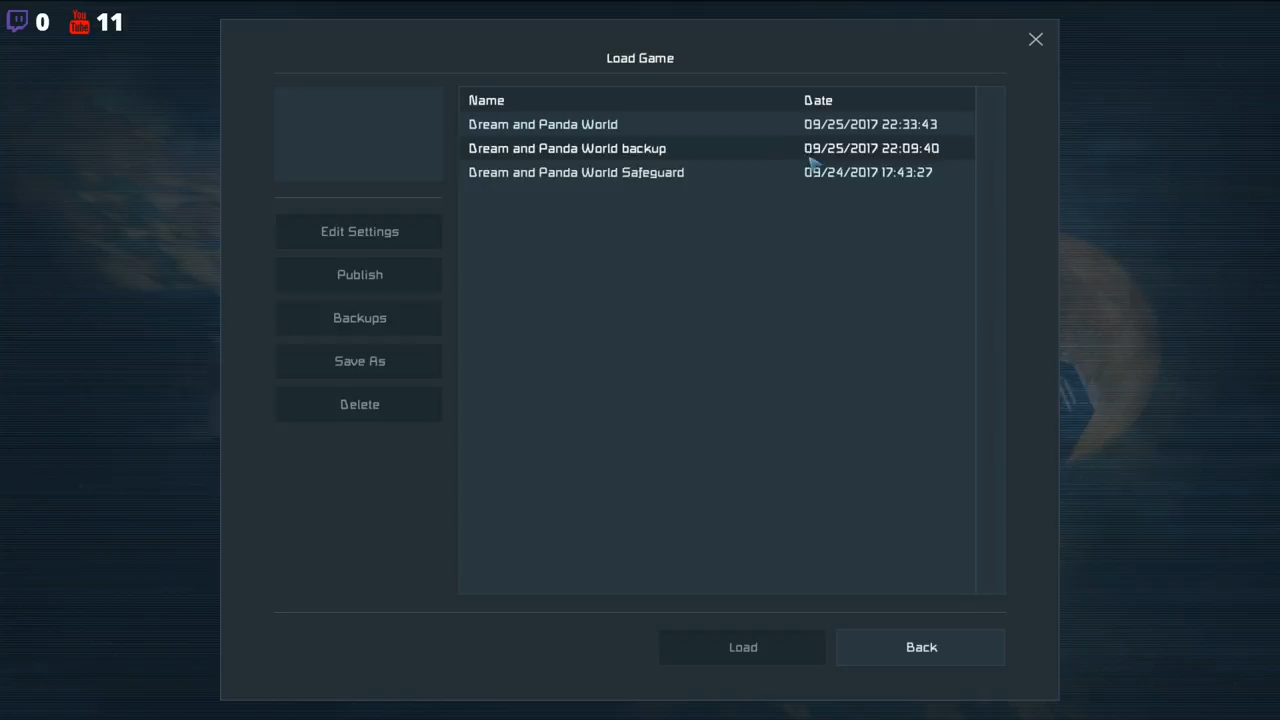 0 You Tube 11
Load Game
Name Date
Dream and Panda World 09/25/2017 22:33:43
Dream and Panda World backup 09/25/2017 22:09:40
Dream and Panda World Safeguard 09/24/2017 17:43:27
Edit Settings
Publish
Backups
Save As
Delete
Load Back